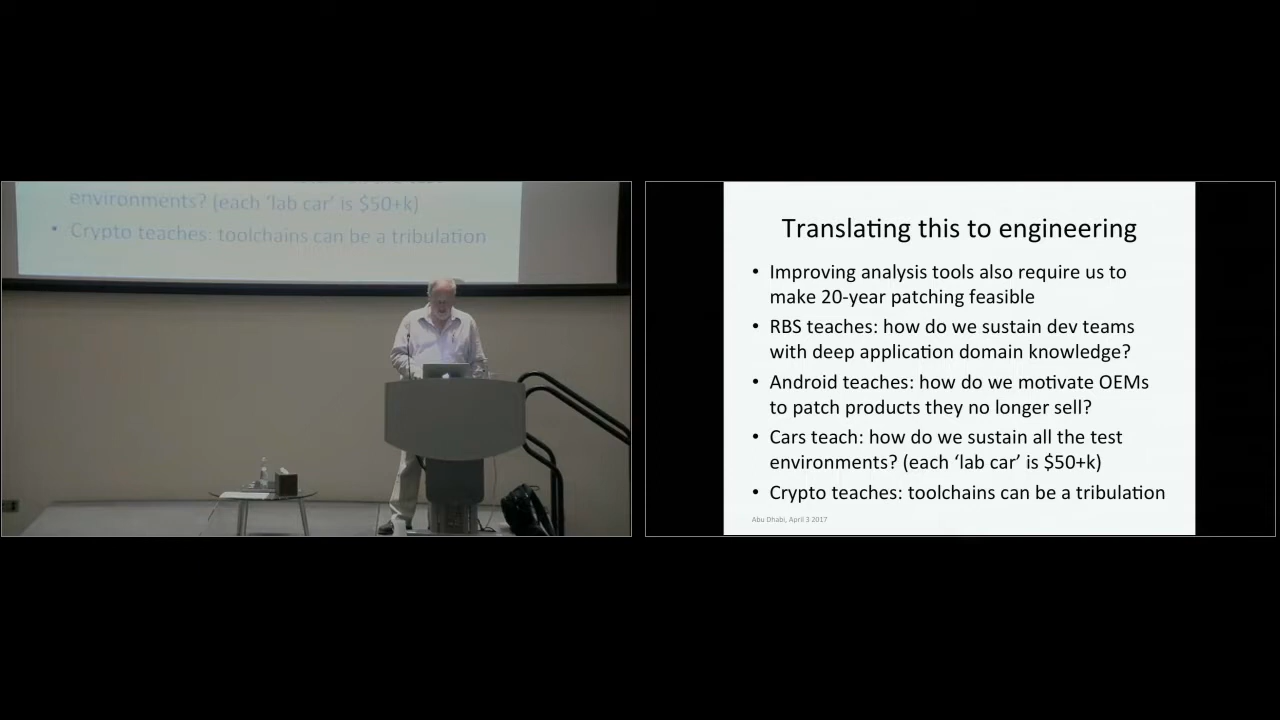 environments? (each ‘lab car’ is $50+k)
• Crypto teaches: toolchains can be a tribulation
Translating this to engineering
• Improving analysis tools also require us to
make 20-year patching feasible
• RBS teaches: how do we sustain dev teams
with deep application domain knowledge?
• Android teaches: how do we motivate OEMs
to patch products they no longer sell?
• Cars teach: how do we sustain all the test
environments? (each ‘lab car’ is $50+k)
• Crypto teaches: toolchains can be a tribulation
Abu Dhabi, April 3 2017